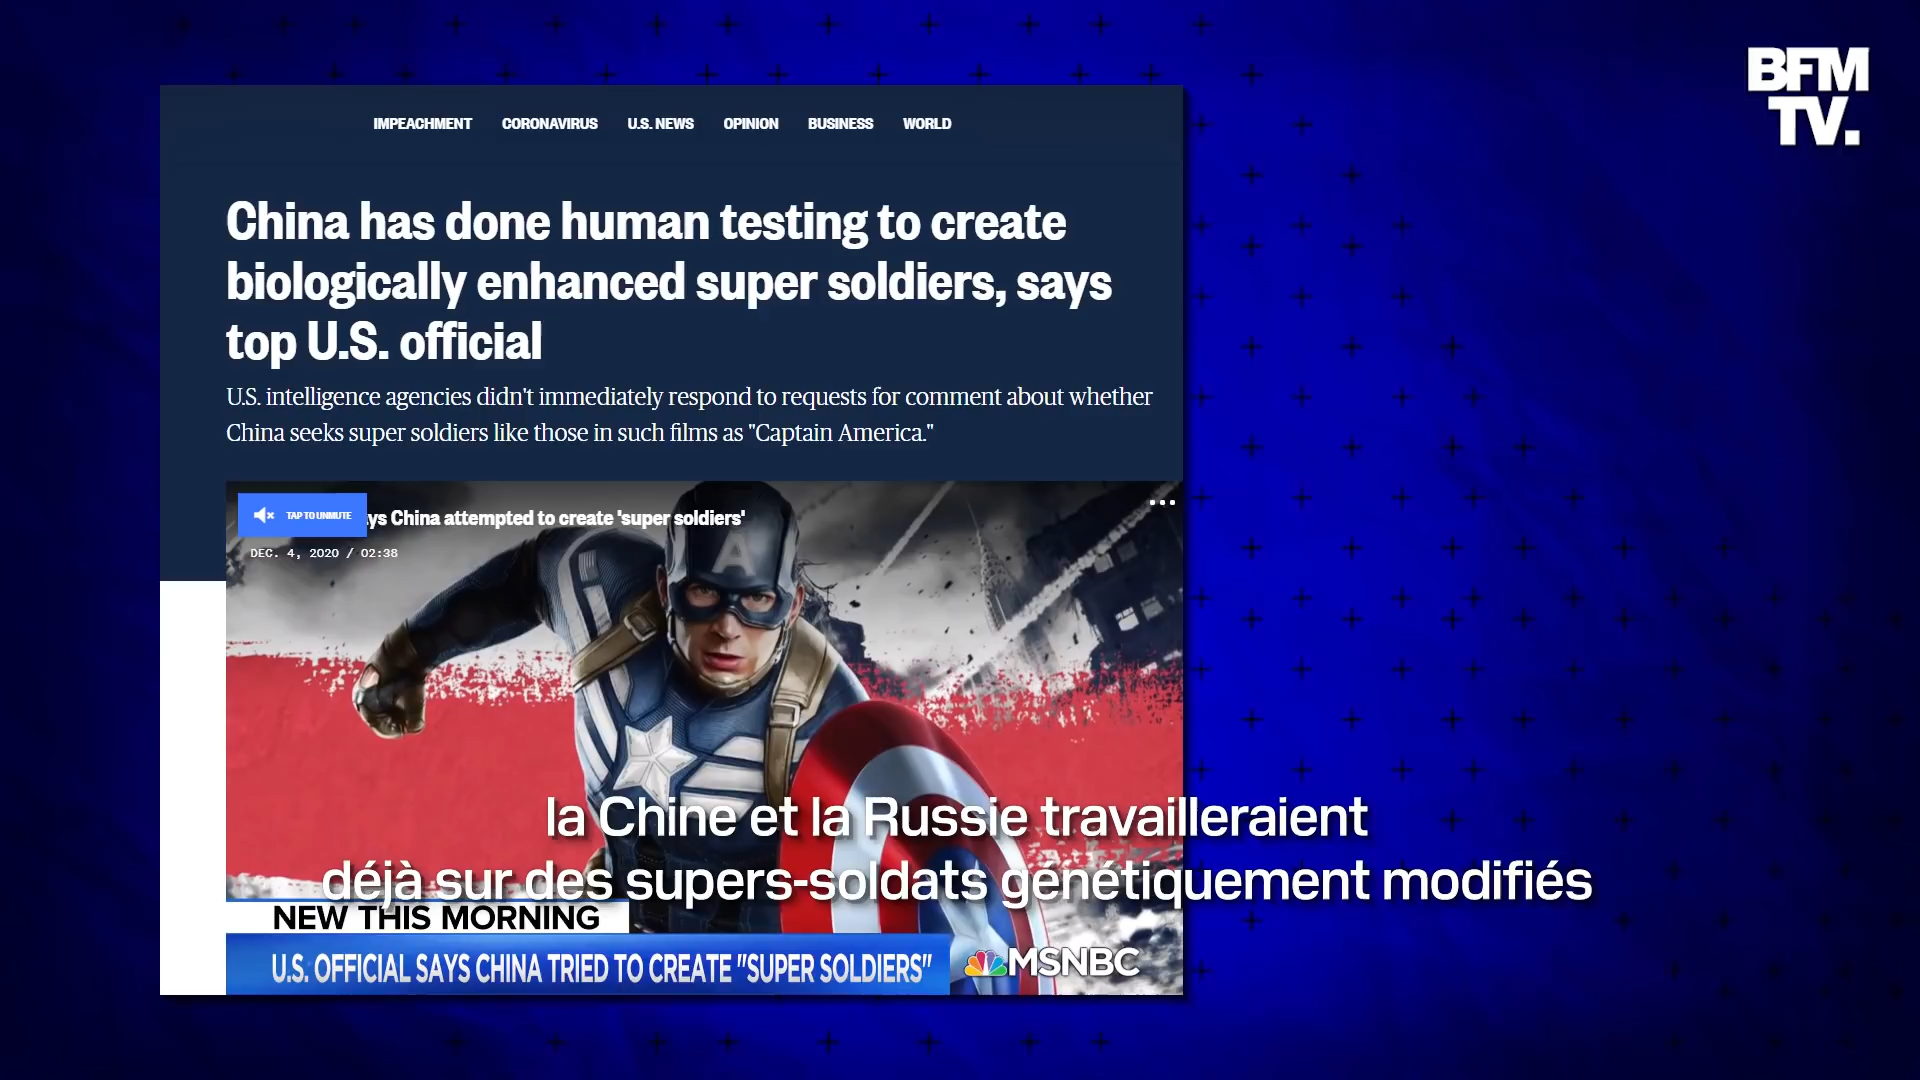 BFM
TV.
IMPEACHMENT CORONAVIRUS U.S. NEWS OPINION BUSINESS WORLD
China has done human testing to create
biologically enhanced super soldiers, says
top U.S. official
U.S. intelligence agencies didn't immediately respond to requests for comment about whether
China seeks super soldiers like those in such films as "Captain America."
TAP TO UNMUTE
ys China attempted to create 'super soldiers'
DEC. 4, 2020 / 02:38
A
la Chine et la Russie travailleraient
déjà sur des supers-soldats génétiquement modifiés
NEW THIS MORNING
U.S. OFFICIAL SAYS CHINA TRIED TO CREATE "SUPER SOLDIERS"
MSNBC